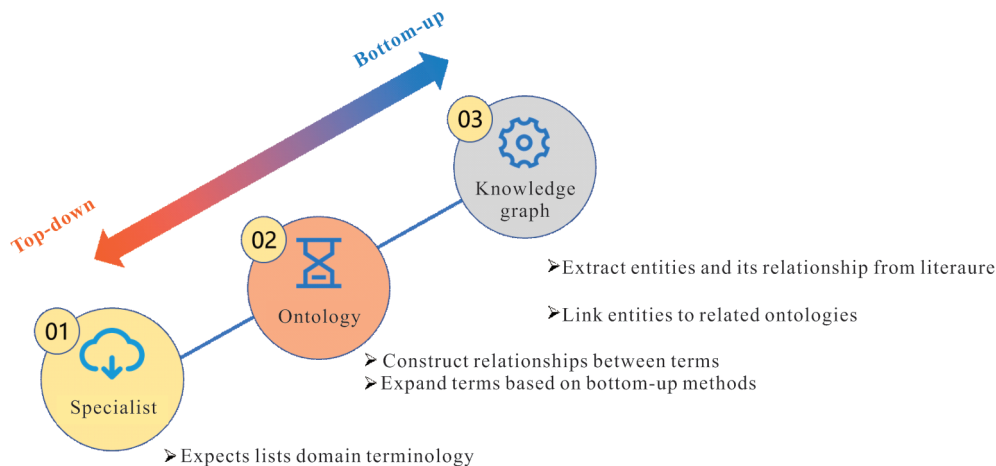 Bottom-up
Top-down
03
Knowledge
graph
02
Ontology
➤Extract entities and its relationship from literaure
➤Link entities to related ontologies
01
Specialist
➤Construct relationships between terms
➤Expand terms based on bottom-up methods
➤Expects lists domain terminology